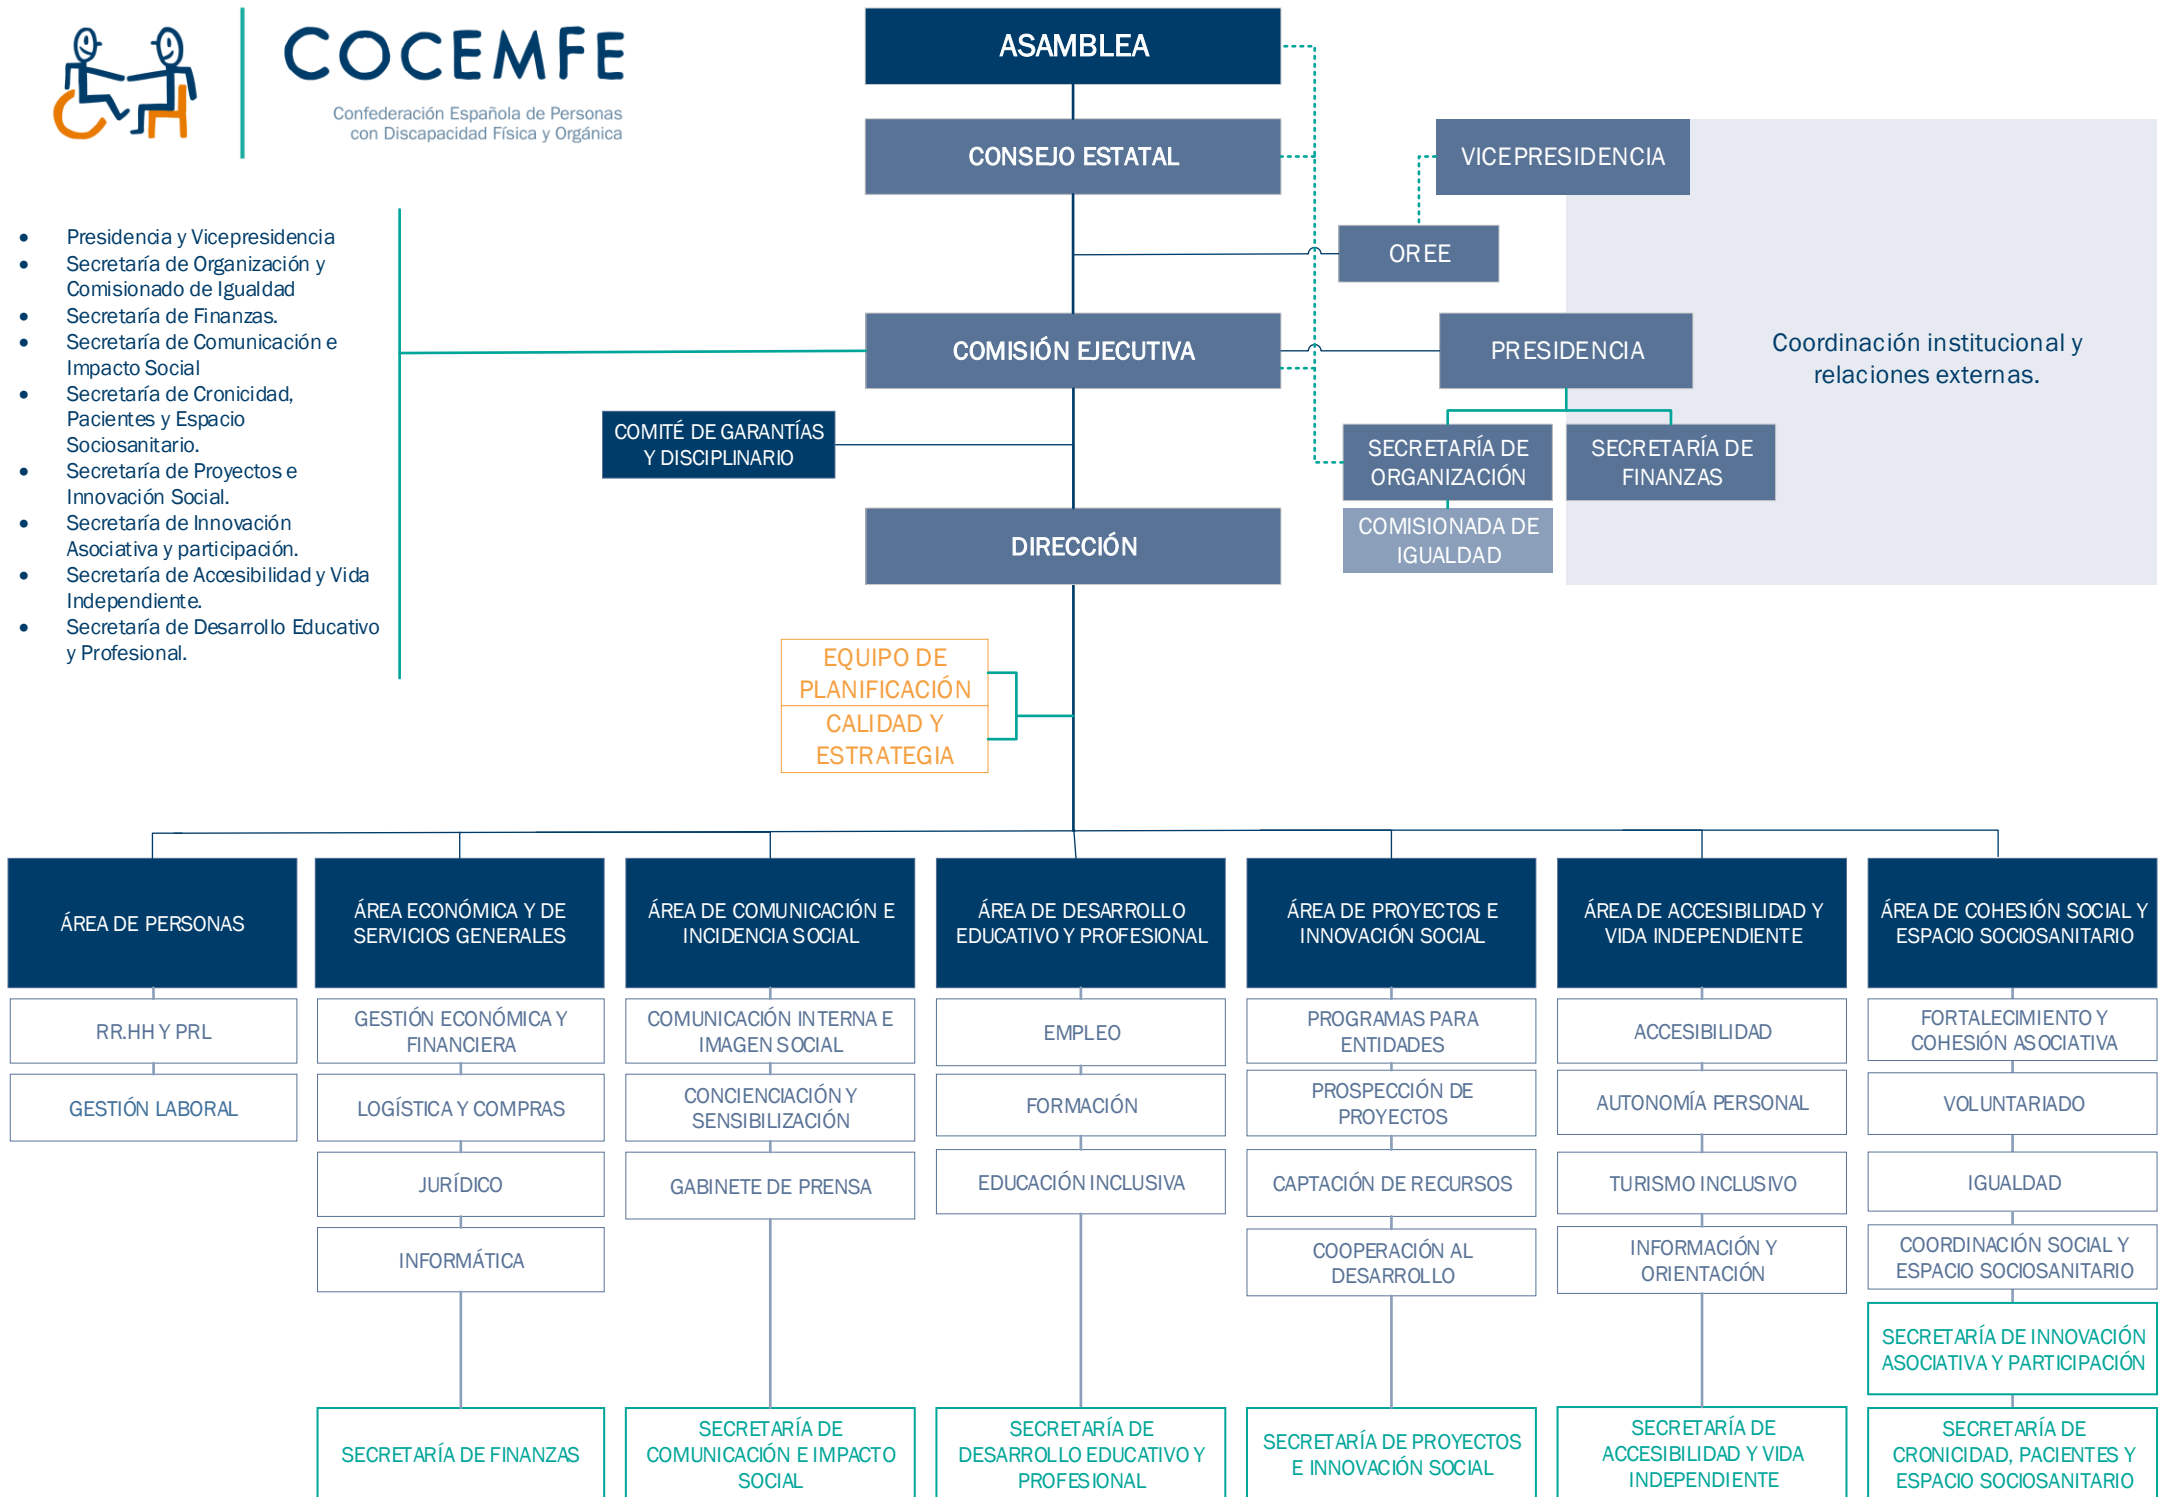 COCEMFE
Confederación Española de Personas
con Discapacidad Física y Orgánica
ASAMBLEA
CONSEJO ESTATAL
VICEPRESIDENCIA
OREE
COMISIÓN EJECUTIVA
PRESIDENCIA
Coordinación institucional y
relaciones externas.
• Presidencia y Vicepresidencia
• Secretaría de Organización y
Comisionado de Igualdad
• Secretaría de Finanzas.
• Secretaría de Comunicación e
Impacto Social
• Secretaría de Cronicidad,
Pacientes y Espacio
Sociosanitario.
• Secretaría de Proyectos e
Innovación Social.
• Secretaría de Innovación
Asociativa y participación.
• Secretaría de Accesibilidad y Vida
Independiente.
• Secretaría de Desarrollo Educativo
y Profesional.
COMITÉ DE GARANTÍAS
Y DISCIPLINARIO
SECRETARÍA DE
ORGANIZACIÓN
SECRETARÍA DE
FINANZAS
COMISIONADA DE
IGUALDAD
DIRECCIÓN
EQUIPO DE
PLANIFICACIÓN
CALIDAD Y
ESTRATEGIA
ÁREA DE PERSONAS
RR.HH Y PRL
GESTIÓN LABORAL
ÁREA ECONÓMICA Y DE
SERVICIOS GENERALES
GESTIÓN ECONÓMICA Y
FINANCIERA
LOGÍSTICA Y COMPRAS
JURÍDICO
INFORMÁTICA
SECRETARÍA DE FINANZAS
ÁREA DE COMUNICACIÓN E
INCIDENCIA SOCIAL
COMUNICACIÓN INTERNA E
IMAGEN SOCIAL
CONCIENCIACIÓN Y
SENSIBILIZACIÓN
GABINETE DE PRENSA
SECRETARÍA DE
COMUNICACIÓN E IMPACTO
SOCIAL
ÁREA DE DESARROLLO
EDUCATIVO Y PROFESIONAL
EMPLEO
FORMACIÓN
EDUCACIÓN INCLUSIVA
SECRETARÍA DE
DESARROLLO EDUCATIVO Y
PROFESIONAL
ÁREA DE PROYECTOS E
INNOVACIÓN SOCIAL
PROGRAMAS PARA
ENTIDADES
PROSPECCIÓN DE
PROYECTOS
CAPTACIÓN DE RECURSOS
COOPERACIÓN AL
DESARROLLO
SECRETARÍA DE PROYECTOS
E INNOVACIÓN SOCIAL
ÁREA DE ACCESIBILIDAD Y
VIDA INDEPENDIENTE
ACCESIBILIDAD
AUTONOMÍA PERSONAL
TURISMO INCLUSIVO
INFORMACIÓN Y
ORIENTACIÓN
SECRETARÍA DE
ACCESIBILIDAD Y VIDA
INDEPENDIENTE
ÁREA DE COHESIÓN SOCIAL Y
ESPACIO SOCIOSANITARIO
FORTALECIMIENTO Y
COHESIÓN ASOCIATIVA
VOLUNTARIADO
IGUALDAD
COORDINACIÓN SOCIAL Y
ESPACIO SOCIOSANITARIO
SECRETARÍA DE INNOVACIÓN
ASOCIATIVA Y PARTICIPACIÓN
SECRETARÍA DE
CRONICIDAD, PACIENTES Y
ESPACIO SOCIOSANITARIO